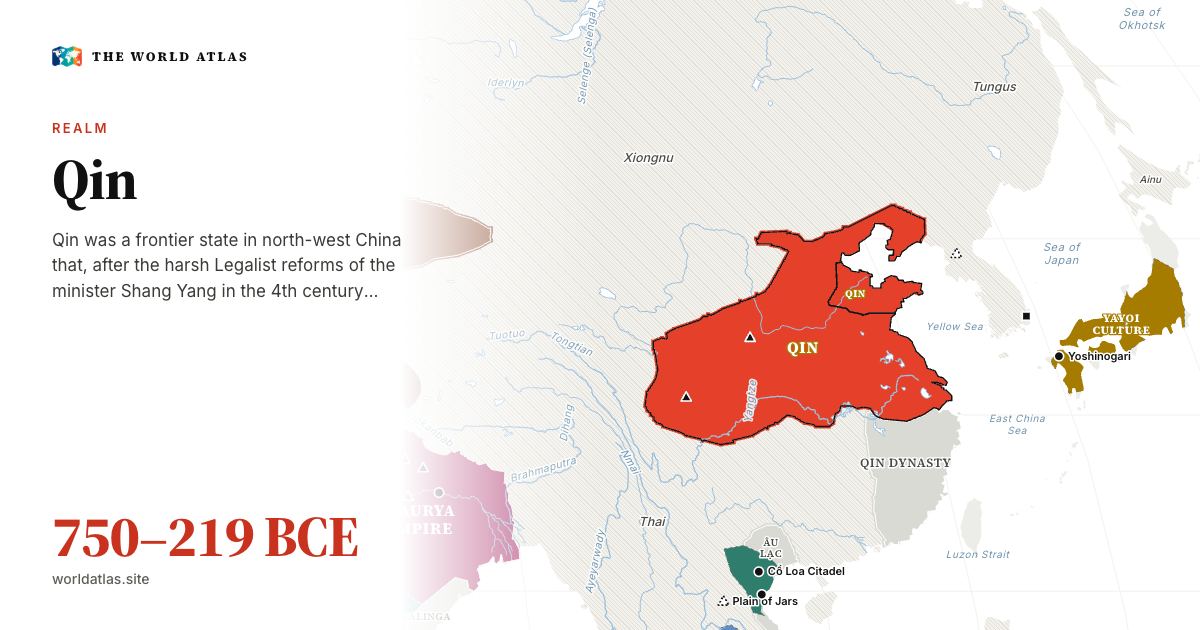 THE WORLD ATLAS
REALM
Qin
Qin was a frontier state in north-west China
that, after the harsh Legalist reforms of the
minister Shang Yang in the 4th century…
750–219 BCE
worldatlas.site
Sea of
Okhotsk
Ideriyn
Selenge (Selenga)
Tungus
Xiongnu
Ainu
Sea of
Japan
QIN
YAYOI
CULTURE
Yellow Sea
Yoshinogari
Tuotuo
Tongtian
QIN
Yangtze
East China
Sea
Dihang
Brahmaputra
Nmai
QIN DYNASTY
AURYA
PIRE
Thai
ÂU
LẠC
Luzon Strait
Ayeyarwady
Cổ Loa Citadel
Plain of Jars
ALINGA